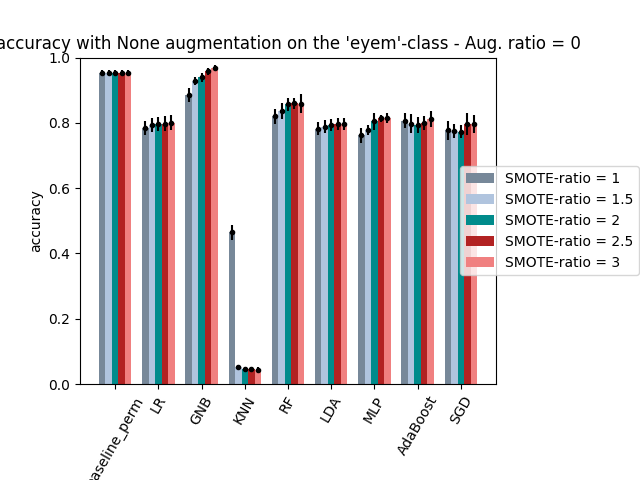 accuracy with None augmentation on the 'eyem'-class - Aug. ratio = 0
accuracy
1.0
0.8
0.6
0.4
0.2
0.0
SMOTE-ratio = 1
SMOTE-ratio = 1.5
SMOTE-ratio = 2
SMOTE-ratio = 2.5
SMOTE-ratio = 3
aseline_perm
LR
GNB
KNN
RF
LDA
MLP
AdaBoost
SGD